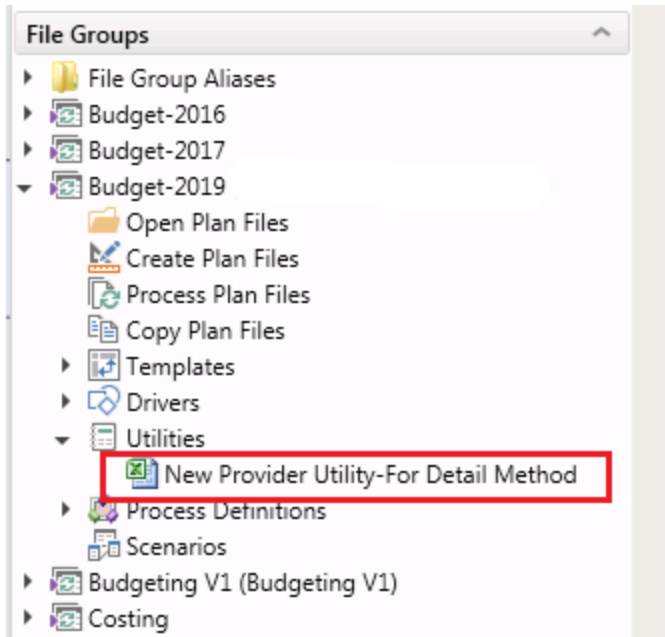 File Groups
File Group Aliases
Budget-2016
Budget-2017
Budget-2019
Open Plan Files
Create Plan Files
Process Plan Files
Copy Plan Files
Templates
Drivers
Utilities
New Provider Utility-For Detail Method
Process Definitions
Scenarios
Budgeting V1 (Budgeting V1)
Costing